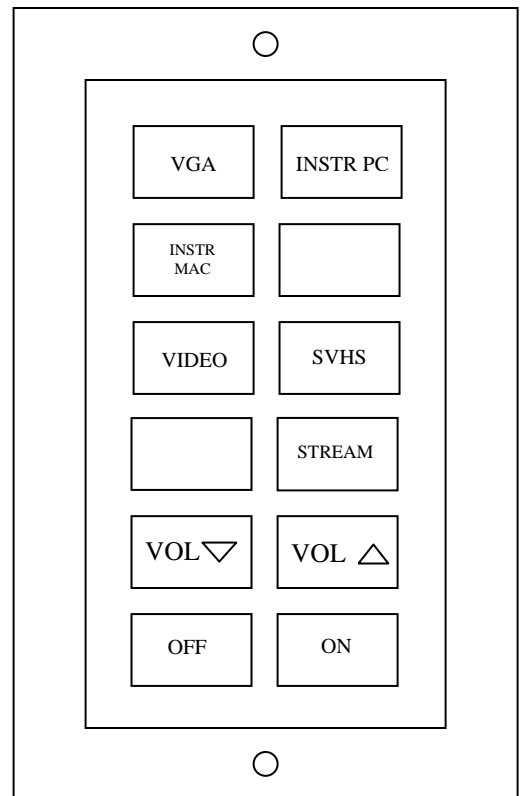 VGA
INSTR PC
INSTR
MAC
VIDEO
SVHS
STREAM
VOL ▽
VOL △
OFF
ON